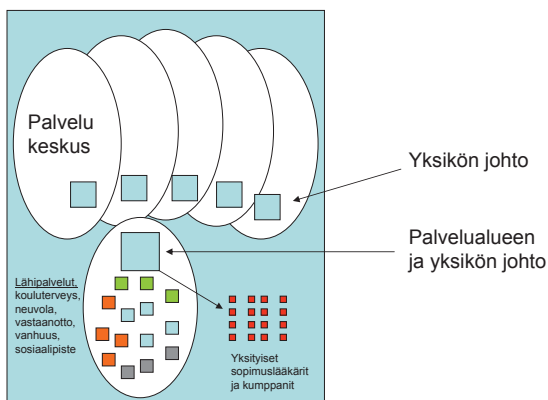 Palvelu
keskus
Yksikön johto
Palvelualueen
ja yksikön johto
Lähipalvelut,
kouluterveys,
neuvola,
vastaanotto,
vanhuus,
sosiaalipiste
Yksityiset
sopimuslääkärit
ja kumppanit